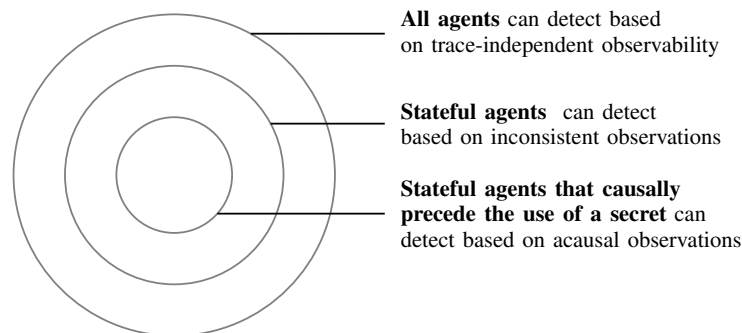 All agents can detect based
on trace-independent observability
Stateful agents can detect
based on inconsistent observations
Stateful agents that causally
precede the use of a secret can
detect based on acausal observations